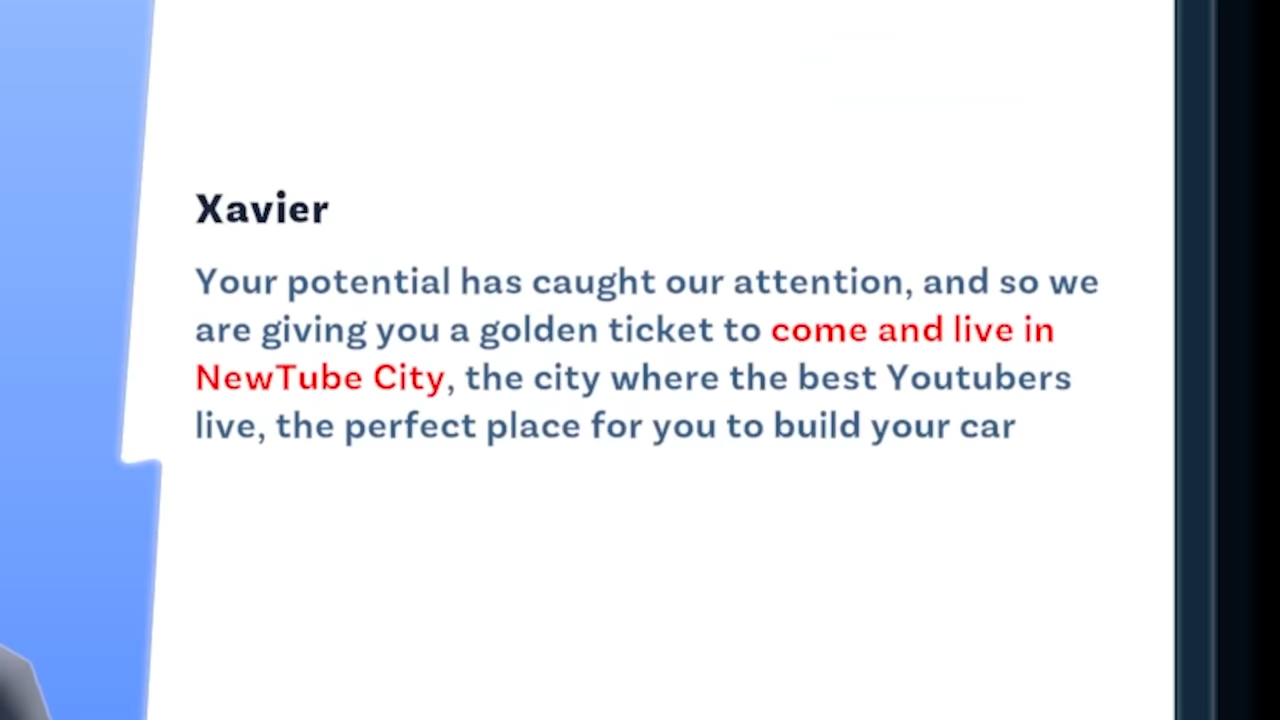 Xavier
Your potential has caught our attention, and so we
are giving you a golden ticket to come and live in
NewTube City, the city where the best Youtubers
live, the perfect place for you to build your car